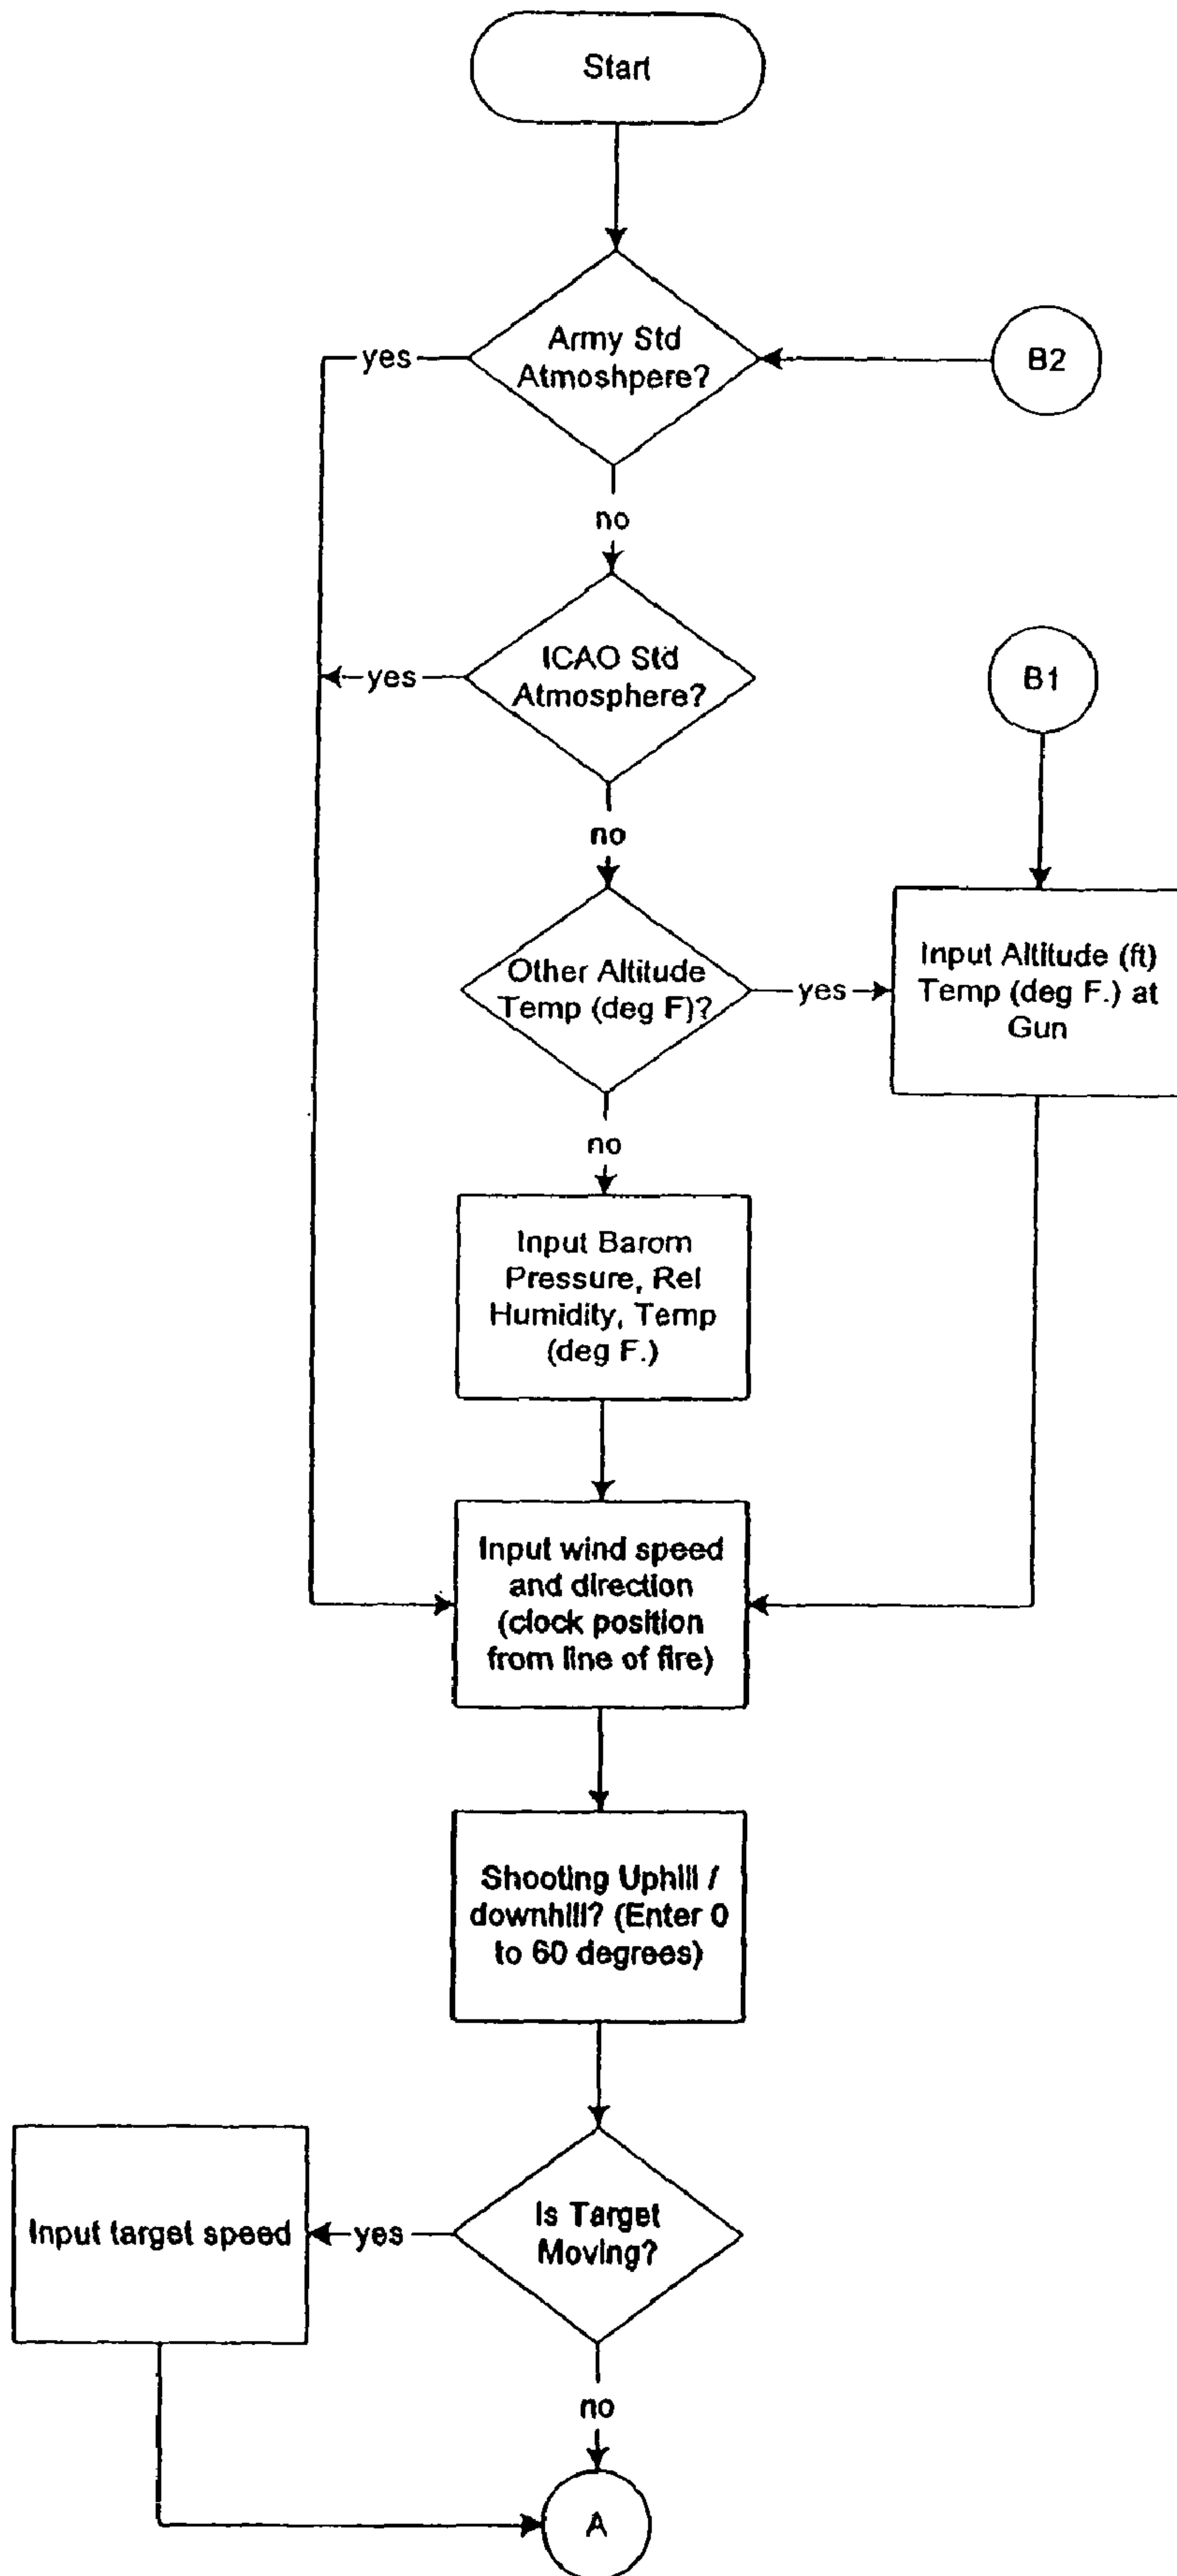 Start
Army Std
Atmoshpere?
yes
B2
no
ICAO Std
Atmosphere?
yes
B1
no
Other Altitude
Temp (deg F)?
yes
Input Altitude (ft)
Temp (deg F.) at
Gun
no
Input Barom
Pressure, Rel
Humidity, Temp
(deg F.)
Input wind speed
and direction
(clock position
from line of fire)
Shooting Uphill /
downhill? (Enter 0
to 60 degrees)
Is Target
Moving?
yes
Input target speed
no
A